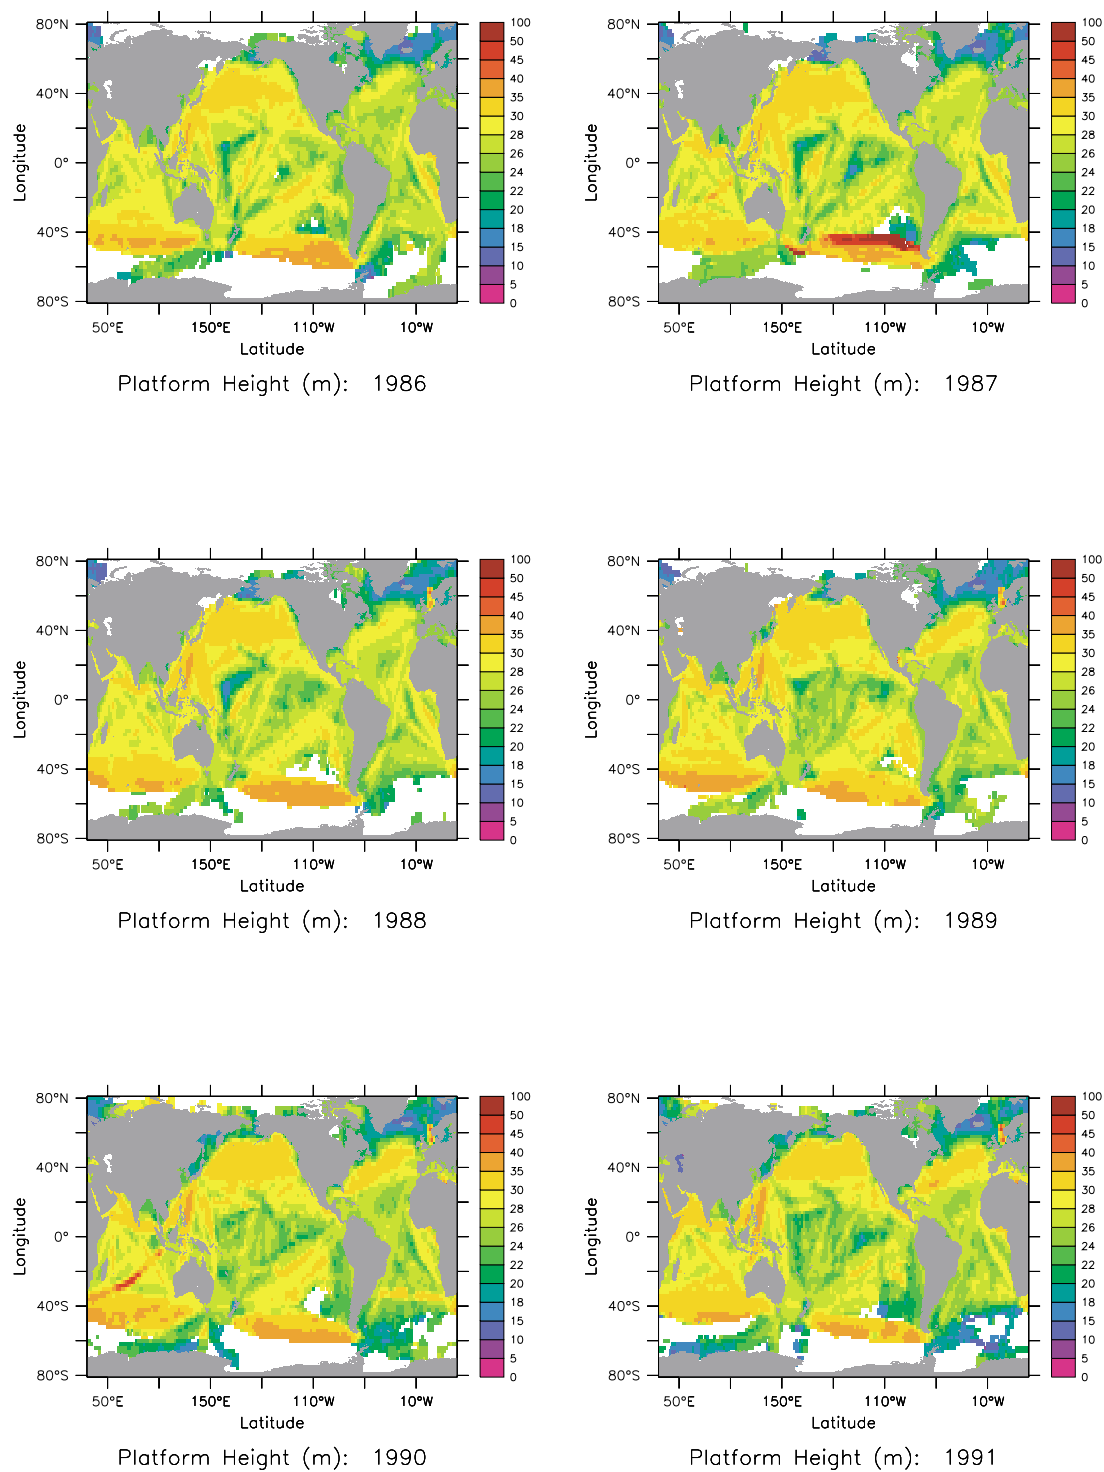 80°N
40°N
0°
40°S
80°S
Longitude
50°E 150°E 110°W 10°W
Latitude
100
50
45
40
35
30
28
26
24
22
20
18
15
10
5
0
Platform Height (m): 1986
80°N
40°N
0°
40°S
80°S
Longitude
50°E 150°E 110°W 10°W
Latitude
100
50
45
40
35
30
28
26
24
22
20
18
15
10
5
0
Platform Height (m): 1987
80°N
40°N
0°
40°S
80°S
Longitude
50°E 150°E 110°W 10°W
Latitude
100
50
45
40
35
30
28
26
24
22
20
18
15
10
5
0
Platform Height (m): 1988
80°N
40°N
0°
40°S
80°S
Longitude
50°E 150°E 110°W 10°W
Latitude
100
50
45
40
35
30
28
26
24
22
20
18
15
10
5
0
Platform Height (m): 1989
80°N
40°N
0°
40°S
80°S
Longitude
50°E 150°E 110°W 10°W
Latitude
100
50
45
40
35
30
28
26
24
22
20
18
15
10
5
0
Platform Height (m): 1990
80°N
40°N
0°
40°S
80°S
Longitude
50°E 150°E 110°W 10°W
Latitude
100
50
45
40
35
30
28
26
24
22
20
18
15
10
5
0
Platform Height (m): 1991